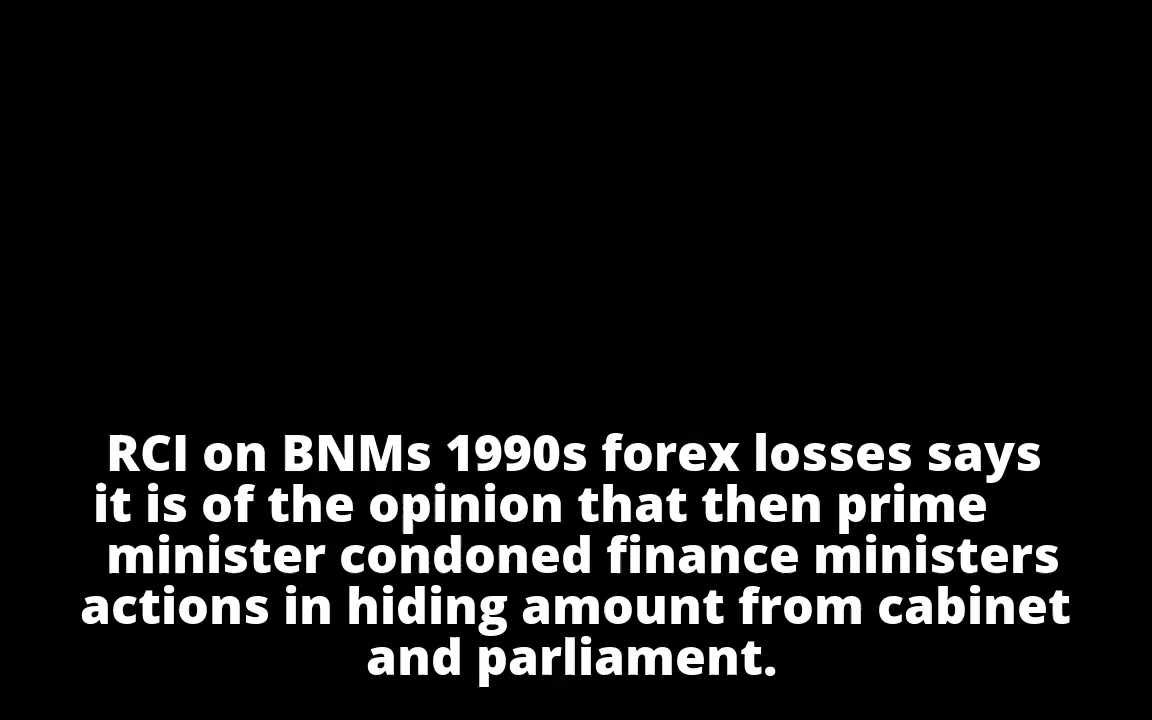 RCI on BNMs 1990s forex losses says
it is of the opinion that then prime
minister condoned finance ministers
actions in hiding amount from cabinet
and parliament.